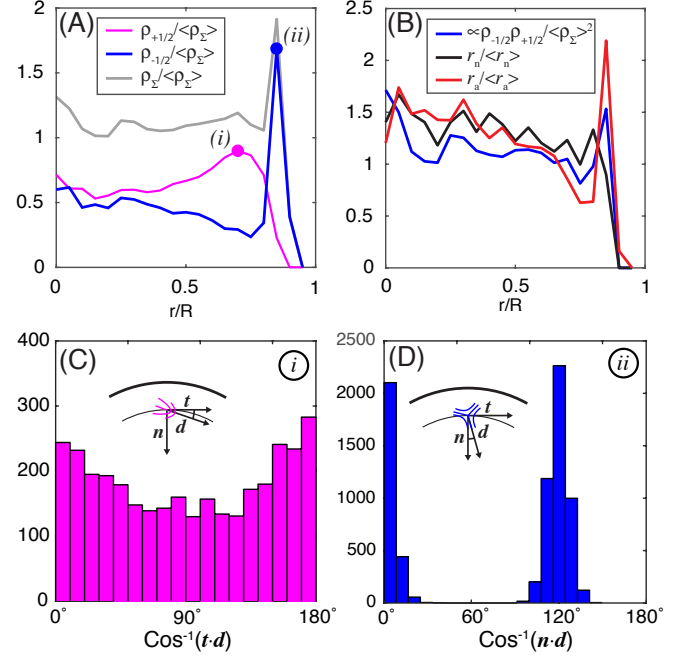 (A)
ρ+1/2/<ρΣ>
ρ-1/2/<ρΣ>
ρΣ/<ρΣ>
(i)
(ii)
2
1.5
1
0.5
0
0
0.5
1
r/R
(B)
∝ρ-1/2ρ+1/2/<ρΣ>²
rn/<rn>
ra/<ra>
2.5
2
1.5
1
0.5
0
0
0.5
1
r/R
(C)
i
t
d
n
400
300
200
100
0
0°
90°
180°
Cos⁻¹(t·d)
(D)
ii
t
d
n
2500
2000
1500
1000
500
0
0°
60°
120°
180°
Cos⁻¹(n·d)